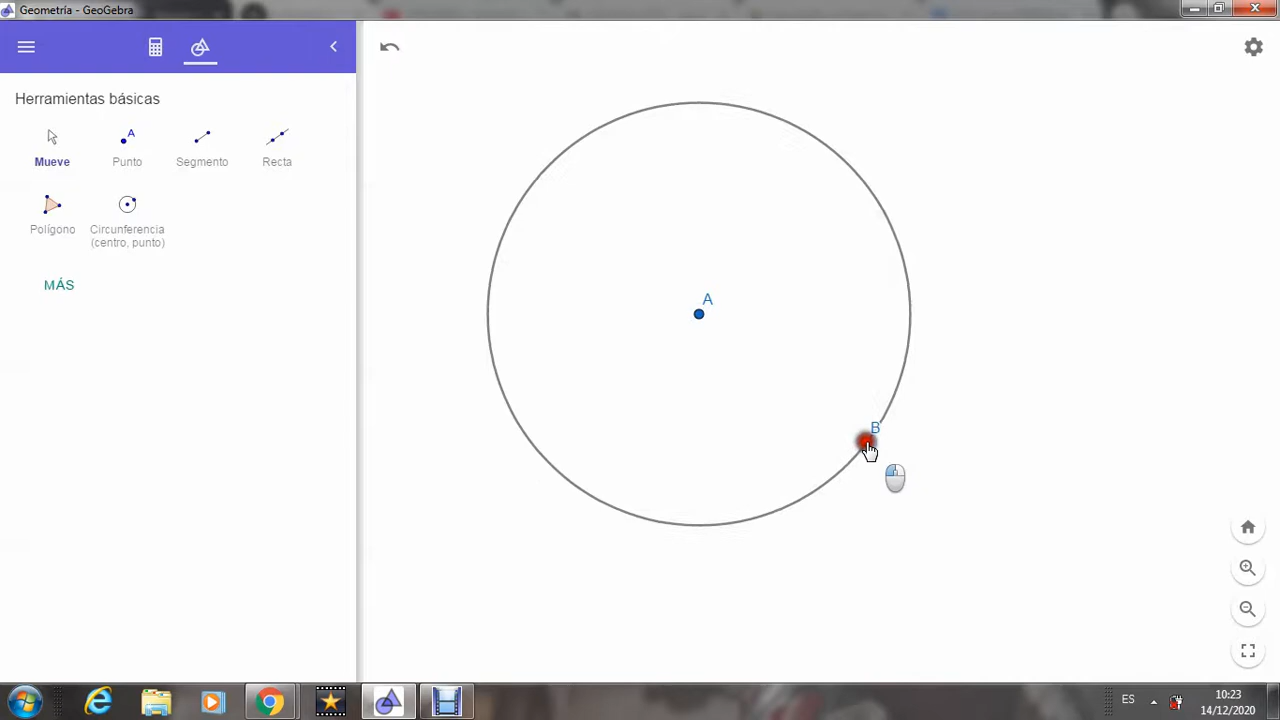 Geometría - GeoGebra
Herramientas básicas
A
Mueve
Punto
Segmento
Recta
Polígono
Circunferencia
(centro, punto)
MÁS
A
B
ES
10:23
14/12/2020